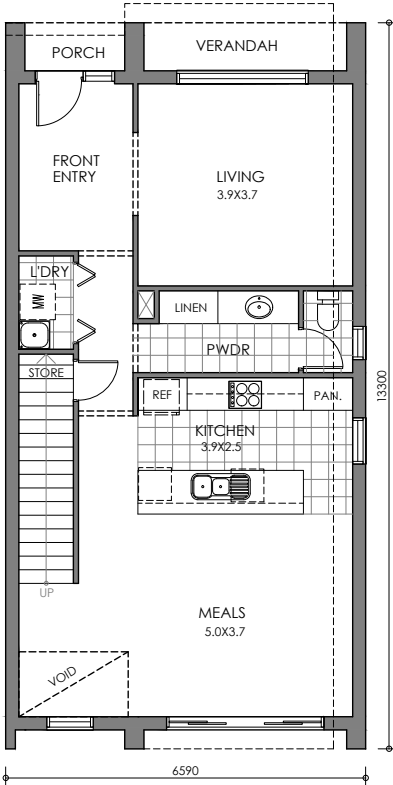 PORCH
VERANDAH
FRONT
ENTRY
LIVING
3.9X3.7
L'DRY
MW
LINEN
PWDR
STORE
REF
PAN.
KITCHEN
3.9X2.5
13300
UP
MEALS
5.0X3.7
VOID
6590